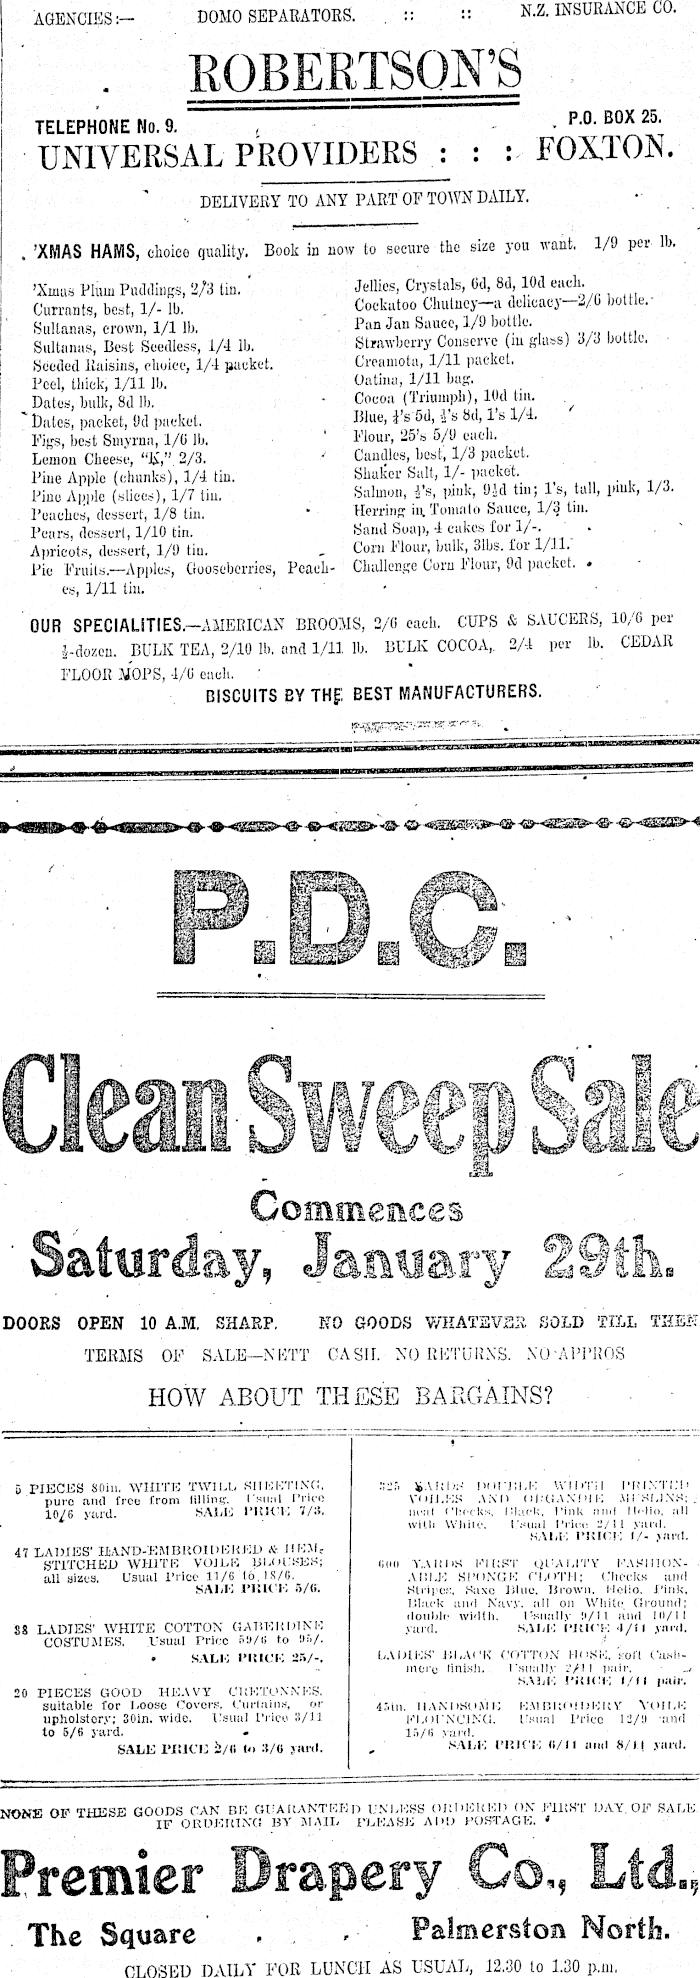 AGENCIES:— DOMO SEPARATORS. :: :: N.Z. INSURANCE CO.
ROBERTSON'S
TELEPHONE No. 9. P.O. BOX 25.
UNIVERSAL PROVIDERS : : : FOXTON.
DELIVERY TO ANY PART OF TOWN DAILY.
'XMAS HAMS, choice quality. Book in now to secure the size you want. 1/9 per lb.
'Xmas Plum Puddings, 2/3 tin.
Currants, best, 1/- lb.
Sultanas, crown, 1/1 lb.
Sultanas, Best Seedless, 1/4 lb.
Seeded Raisins, choice, 1/4 packet.
Peel, thick, 1/11 lb.
Dates, bulk, 8d lb.
Dates, packet, 9d packet.
Figs, best Smyrna, 1/6 lb.
Lemon Cheese, "K," 2/3.
Pine Apple (chunks), 1/4 tin.
Pine Apple (slices), 1/7 tin.
Peaches, dessert, 1/8 tin.
Pears, dessert, 1/10 tin.
Apricots, dessert, 1/9 tin.
Pie Fruits.—Apples, Gooseberries, Peach-
es, 1/11 tin.
Jellies, Crystals, 6d, 8d, 10d each.
Cockatoo Chutney—a delicacy—2/6 bottle.
Pan Jan Sauce, 1/9 bottle.
Strawberry Conserve (in glass) 3/3 bottle.
Creamota, 1/11 packet.
Oatina, 1/11 bag.
Cocoa (Triumph), 10d tin.
Blue, ¼'s 5d, ½'s 8d, 1's 1/4.
Flour, 25's 5/9 each.
Candles, best, 1/3 packet.
Shaker Salt, 1/- packet.
Salmon, ½'s, pink, 9½d tin; 1's, tall, pink, 1/3.
Herring in Tomato Sauce, 1/3 tin.
Sand Soap, 4 cakes for 1/-.
Corn Flour, bulk, 3lbs. for 1/11.
Challenge Corn Flour, 9d packet.
OUR SPECIALITIES.—AMERICAN BROOMS, 2/6 each. CUPS & SAUCERS, 10/6 per
½-dozen. BULK TEA, 2/10 lb. and 1/11 lb. BULK COCOA, 2/4 per lb. CEDAR
FLOOR MOPS, 4/6 each.
BISCUITS BY THE BEST MANUFACTURERS.
P.D.C.
Clean Sweep Sale
Commences
Saturday, January 29th.
DOORS OPEN 10 A.M. SHARP. NO GOODS WHATEVER SOLD TILL THEN
TERMS OF SALE—NETT CASH. NO RETURNS. NO APPROS
HOW ABOUT THESE BARGAINS?
5 PIECES 80in. WHITE TWILL SHEETING,
pure and free from filling. Usual Price
10/6 yard. SALE PRICE 7/3.
47 LADIES' HAND-EMBROIDERED & HEM-
STITCHED WHITE VOILE BLOUSES;
all sizes. Usual Price 11/6 to 18/6.
SALE PRICE 5/6.
38 LADIES' WHITE COTTON GABERDINE
COSTUMES. Usual Price 59/6 to 95/.
SALE PRICE 25/-.
20 PIECES GOOD HEAVY CRETONNES,
suitable for Loose Covers, Curtains, or
upholstery; 30in. wide. Usual Price 3/11
to 5/6 yard.
SALE PRICE 2/6 to 3/6 yard.
325 YARDS DOUBLE WIDTH PRINTED
VOILES AND ORGANDIE MUSLINS;
neat Checks, Black, Pink and Helio, all
with White. Usual Price 2/11 yard.
SALE PRICE 1/- yard.
600 YARDS FIRST QUALITY FASHION-
ABLE SPONGE CLOTH; Checks and
Stripes, Saxe Blue, Brown, Helio, Pink,
Black and Navy, all on White Ground;
double width. Usually 9/11 and 10/11
yard. SALE PRICE 4/11 yard.
LADIES' BLACK COTTON HOSE, soft Cash-
mere finish. Usually 2/11 pair.
SALE PRICE 1/11 pair.
45in. HANDSOME EMBROIDERY VOILE
FLOUNCING. Usual Price 12/9 and
15/6 yard.
SALE PRICE 6/11 and 8/11 yard.
NONE OF THESE GOODS CAN BE GUARANTEED UNLESS ORDERED ON FIRST DAY OF SALE
IF ORDERING BY MAIL PLEASE ADD POSTAGE.
Premier Drapery Co., Ltd.,
The Square . . Palmerston North.
CLOSED DAILY FOR LUNCH AS USUAL, 12.30 to 1.30 p.m.